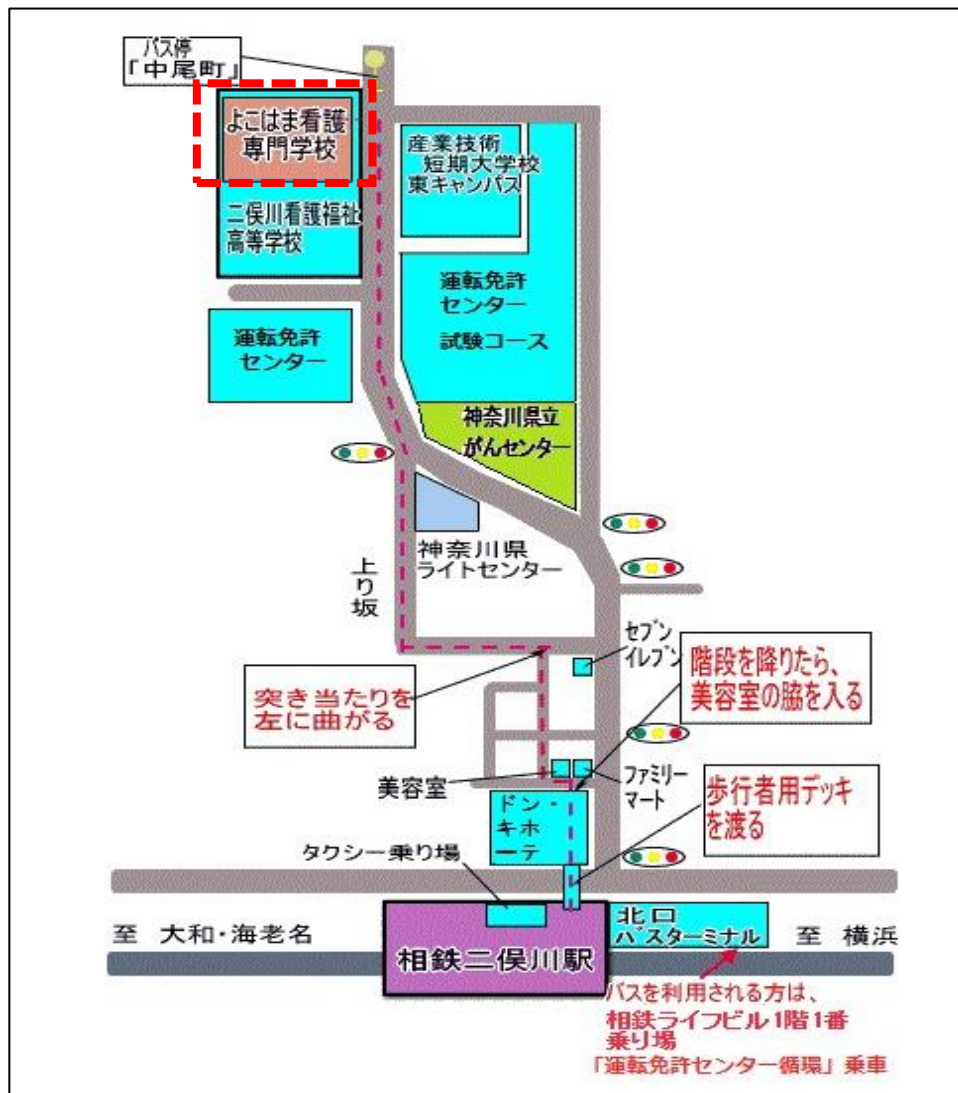 バス停
「中尾町」
よこはま看護
専門学校
二俣川看護福祉
高等学校
産業技術
短期大学校
東キャンパス
運転免許
センター
試験コース
運転免許
センター
神奈川県立
がんセンター
神奈川県
ライトセンター
上り坂
セブン
イレブン
階段を降りたら、
美容室の脇を入る
突き当たりを
左に曲がる
美容室
ファミリー
マート
ドン・
キホ
ーテ
歩行者用デッキ
を渡る
タクシー乗り場
至 大和・海老名
相鉄二俣川駅
北口
バスターミナル
至 横浜
バスを利用される方は、
相鉄ライフビル1階1番
乗り場
「運転免許センター循環」乗車